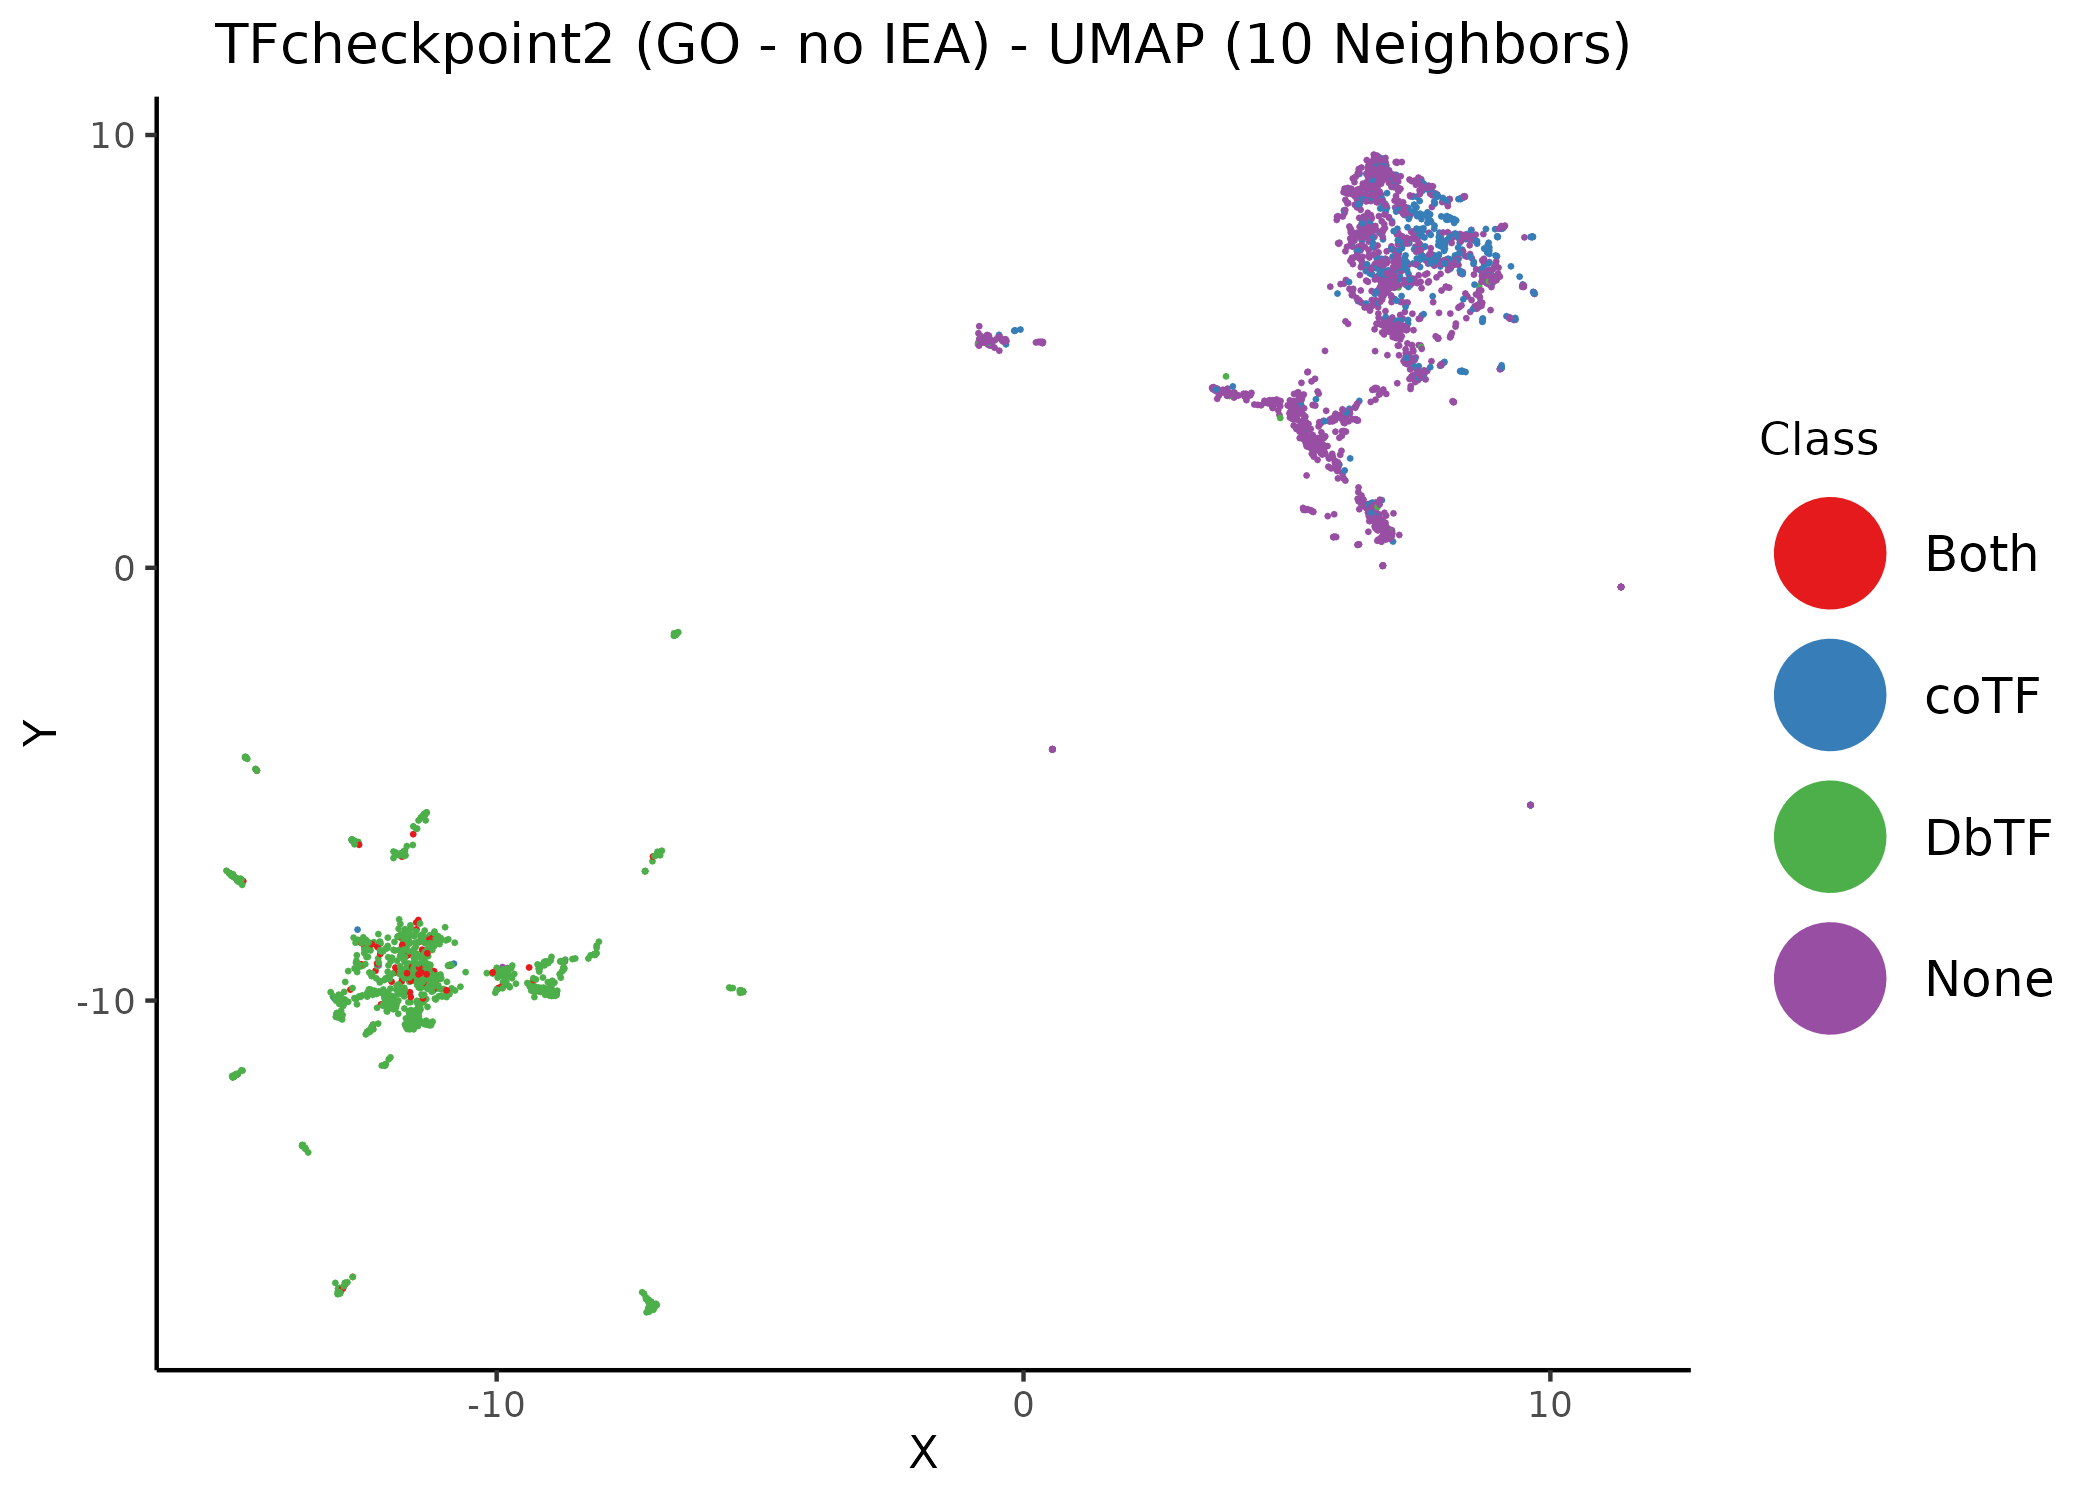 TFcheckpoint2 (GO - no IEA) - UMAP (10 Neighbors)
10
0
-10
Y
-10
0
10
X
Class
Both
coTF
DbTF
None